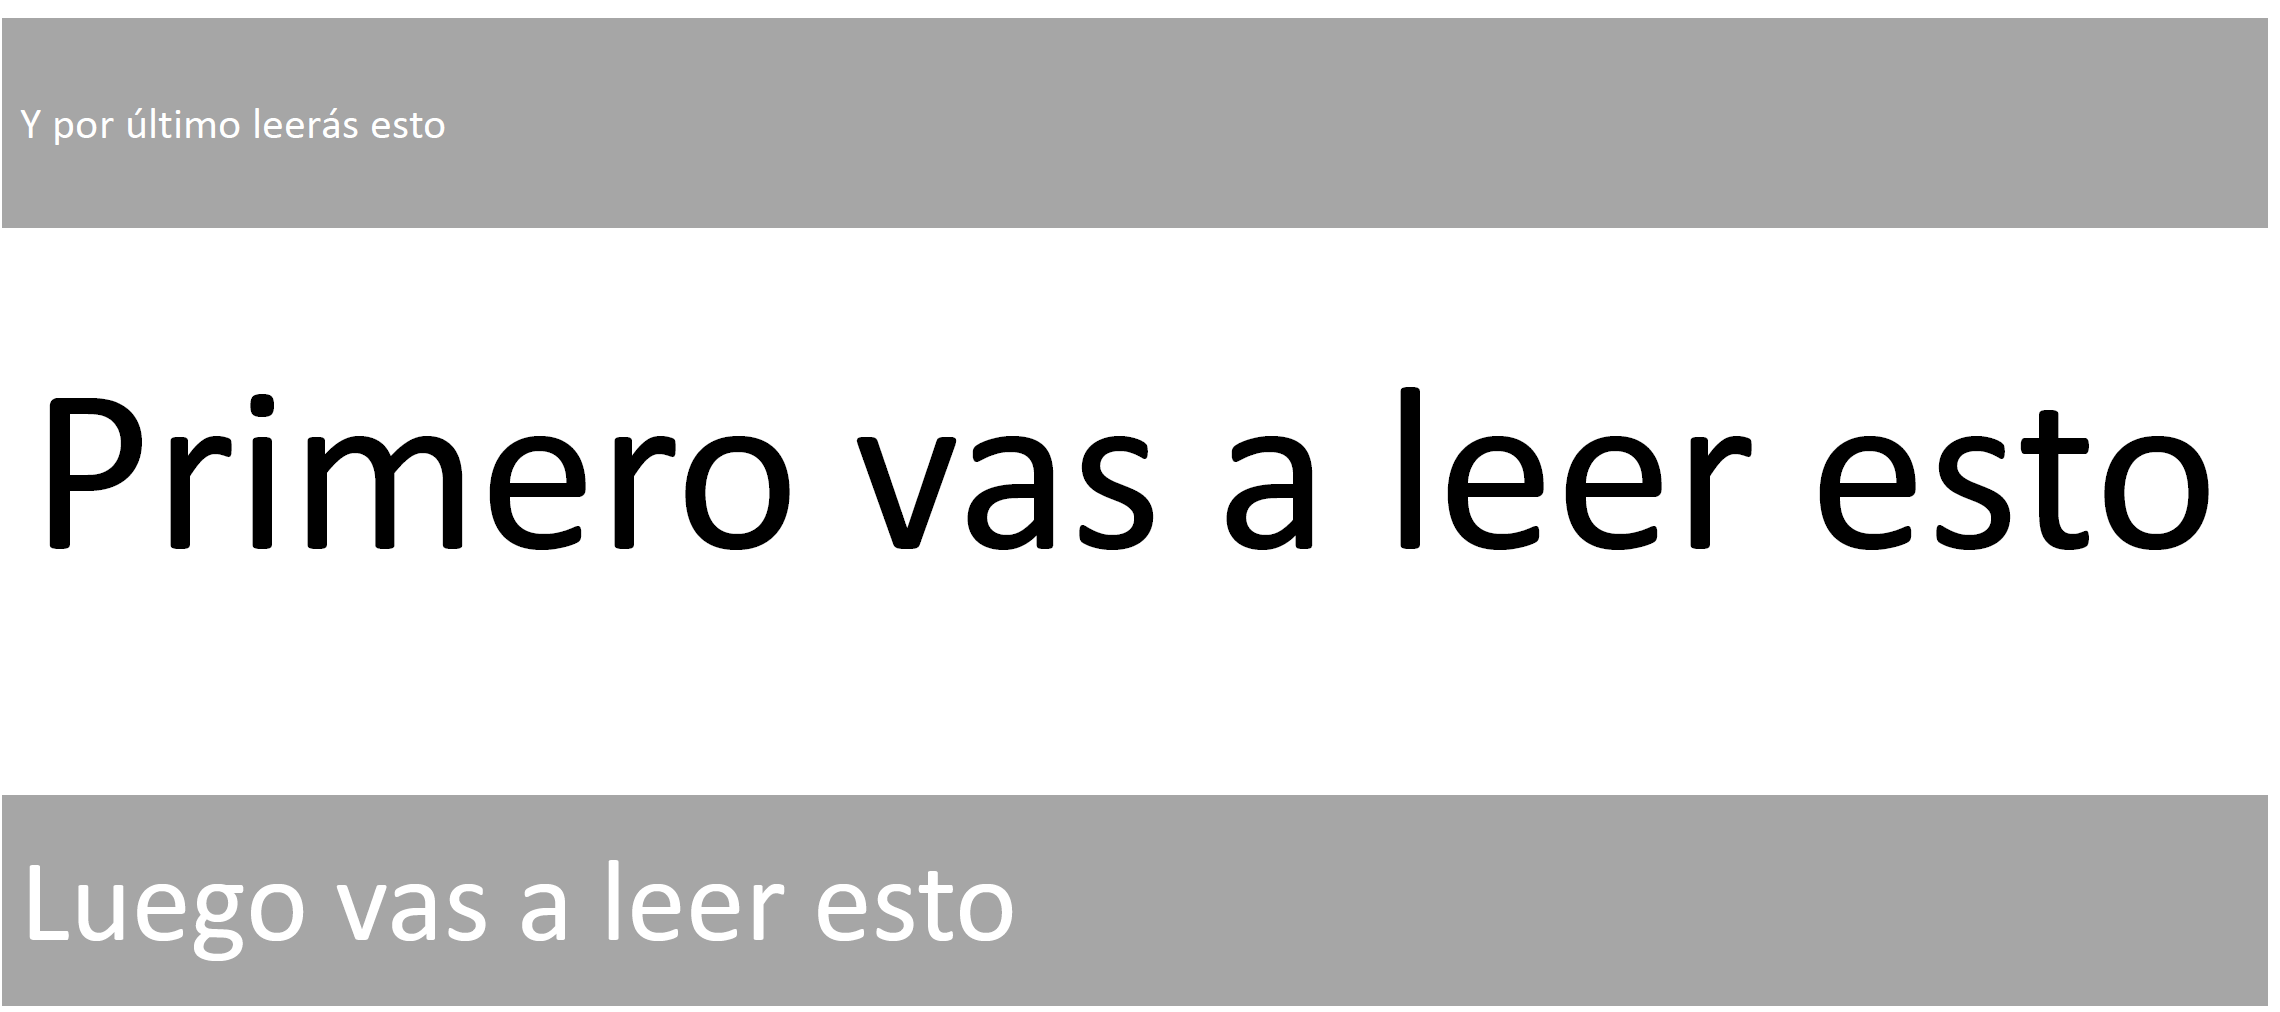 Y por último leerás esto
Primero vas a leer esto
Luego vas a leer esto